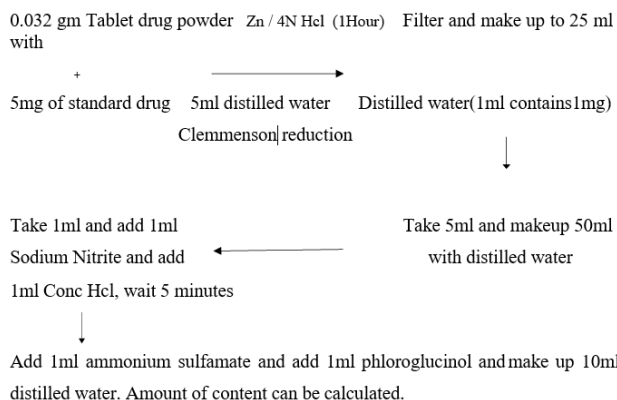 0.032 gm Tablet drug powder Zn / 4N Hcl (1Hour) Filter and make up to 25 ml
with
+
5mg of standard drug 5ml distilled water Distilled water(1ml contains1mg)
Clemmenson reduction
Take 1ml and add 1ml Take 5ml and makeup 50ml
Sodium Nitrite and add with distilled water
1ml Conc Hcl, wait 5 minutes
Add 1ml ammonium sulfamate and add 1ml phloroglucinol and make up 10ml
distilled water. Amount of content can be calculated.